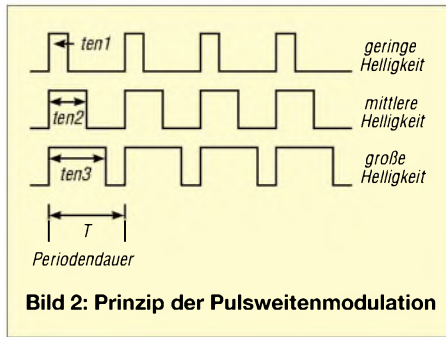 ten1
geringe
Helligkeit
ten2
mittlere
Helligkeit
ten3
große
Helligkeit
T
Periodendauer
Bild 2: Prinzip der Pulsweitenmodulation